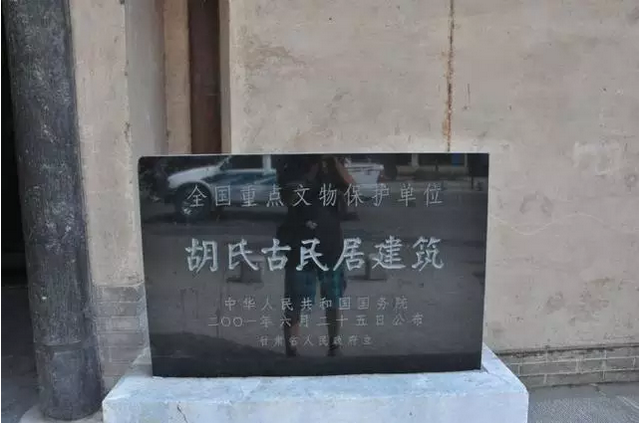 全国重点文物保护单位
胡氏古民居建筑
中华人民共和国国务院
二〇〇一年六月二十五日公布
甘肃省人民政府立